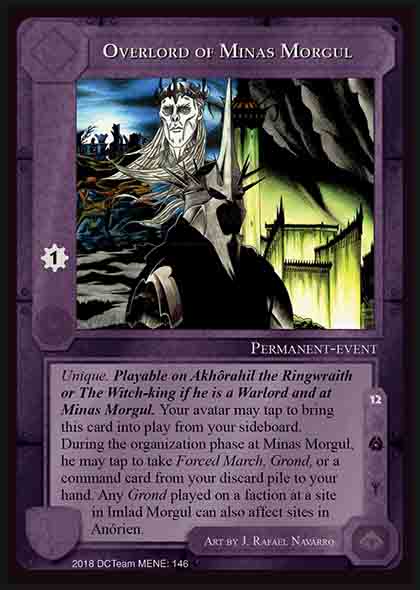 Overlord of Minas Morgul
1
Permanent-event
Unique. Playable on Akhôrahil the Ringwraith
or The Witch-king if he is a Warlord and at
Minas Morgul. Your avatar may tap to bring
this card into play from your sideboard.
During the organization phase at Minas Morgul,
he may tap to take Forced March, Grond, or a
command card from your discard pile to your
hand. Any Grond played on a faction at a site
in Imlad Morgul can also affect sites in
Anórien.
12
Art by J. Rafael Navarro
2018 DCTeam MENE: 146